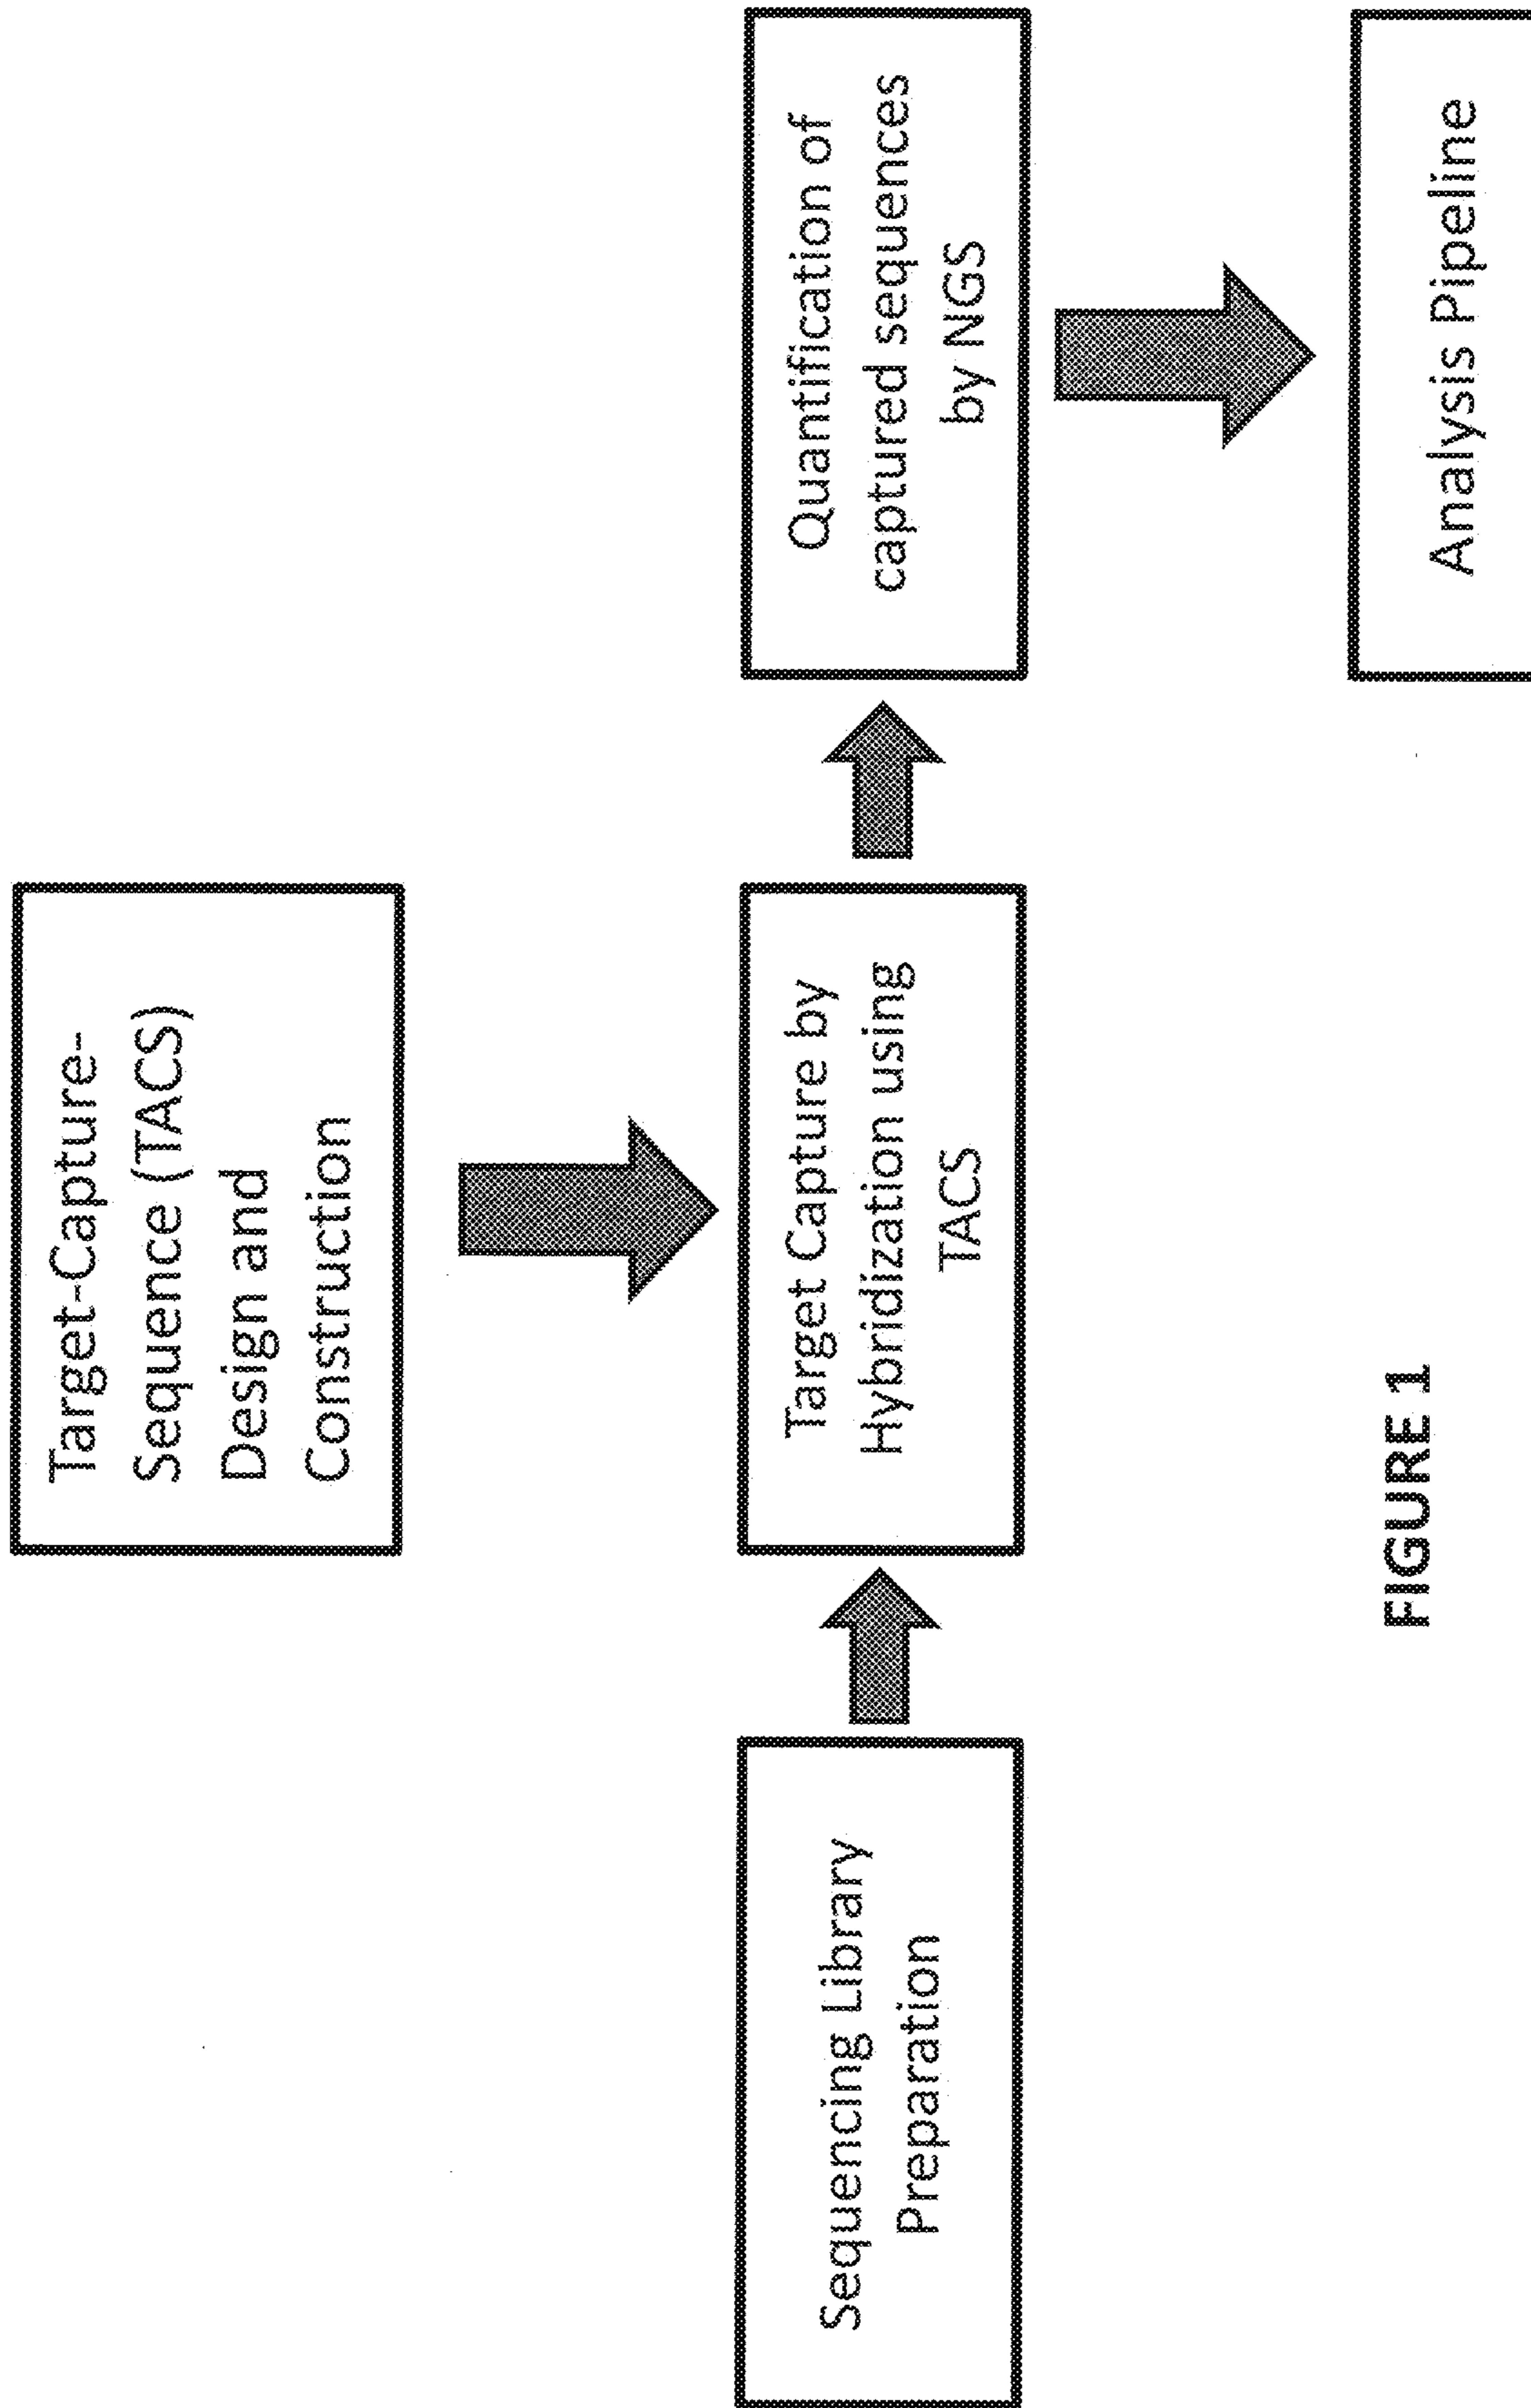 Target-Capture-
Sequence (TACS)
Design and
Construction
Sequencing Library
Preparation
Target Capture by
Hybridization using
TACS
Quantification of
captured sequences
by NGS
Analysis Pipeline
FIGURE 1